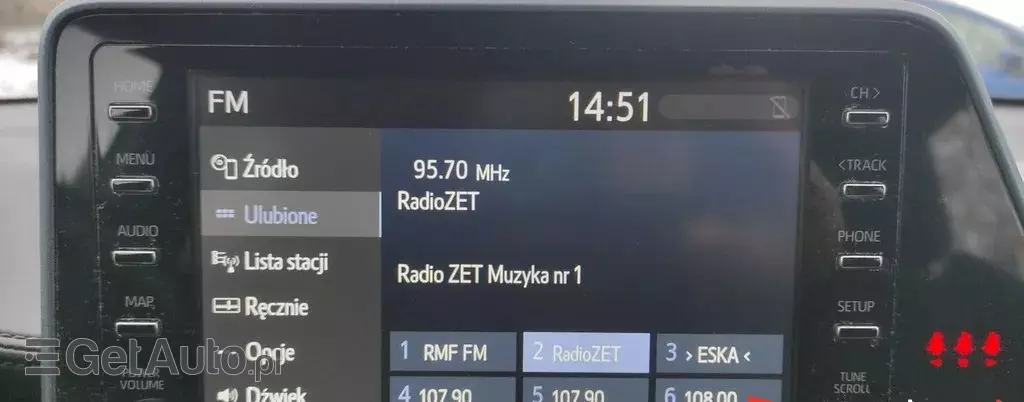 HOME
MENU
AUDIO
MAP
POWER
VOLUME
FM
14:51
Źródło
Ulubione
Lista stacji
Ręcznie
Opcje
Dźwięk
95.70 MHz
RadioZET
Radio ZET Muzyka nr 1
1 RMF FM
2 RadioZET
3 > ESKA <
4 107.90
5 107.90
6 108.00
CH >
< TRACK
PHONE
SETUP
TUNE
SCROLL
GetAuto.pl